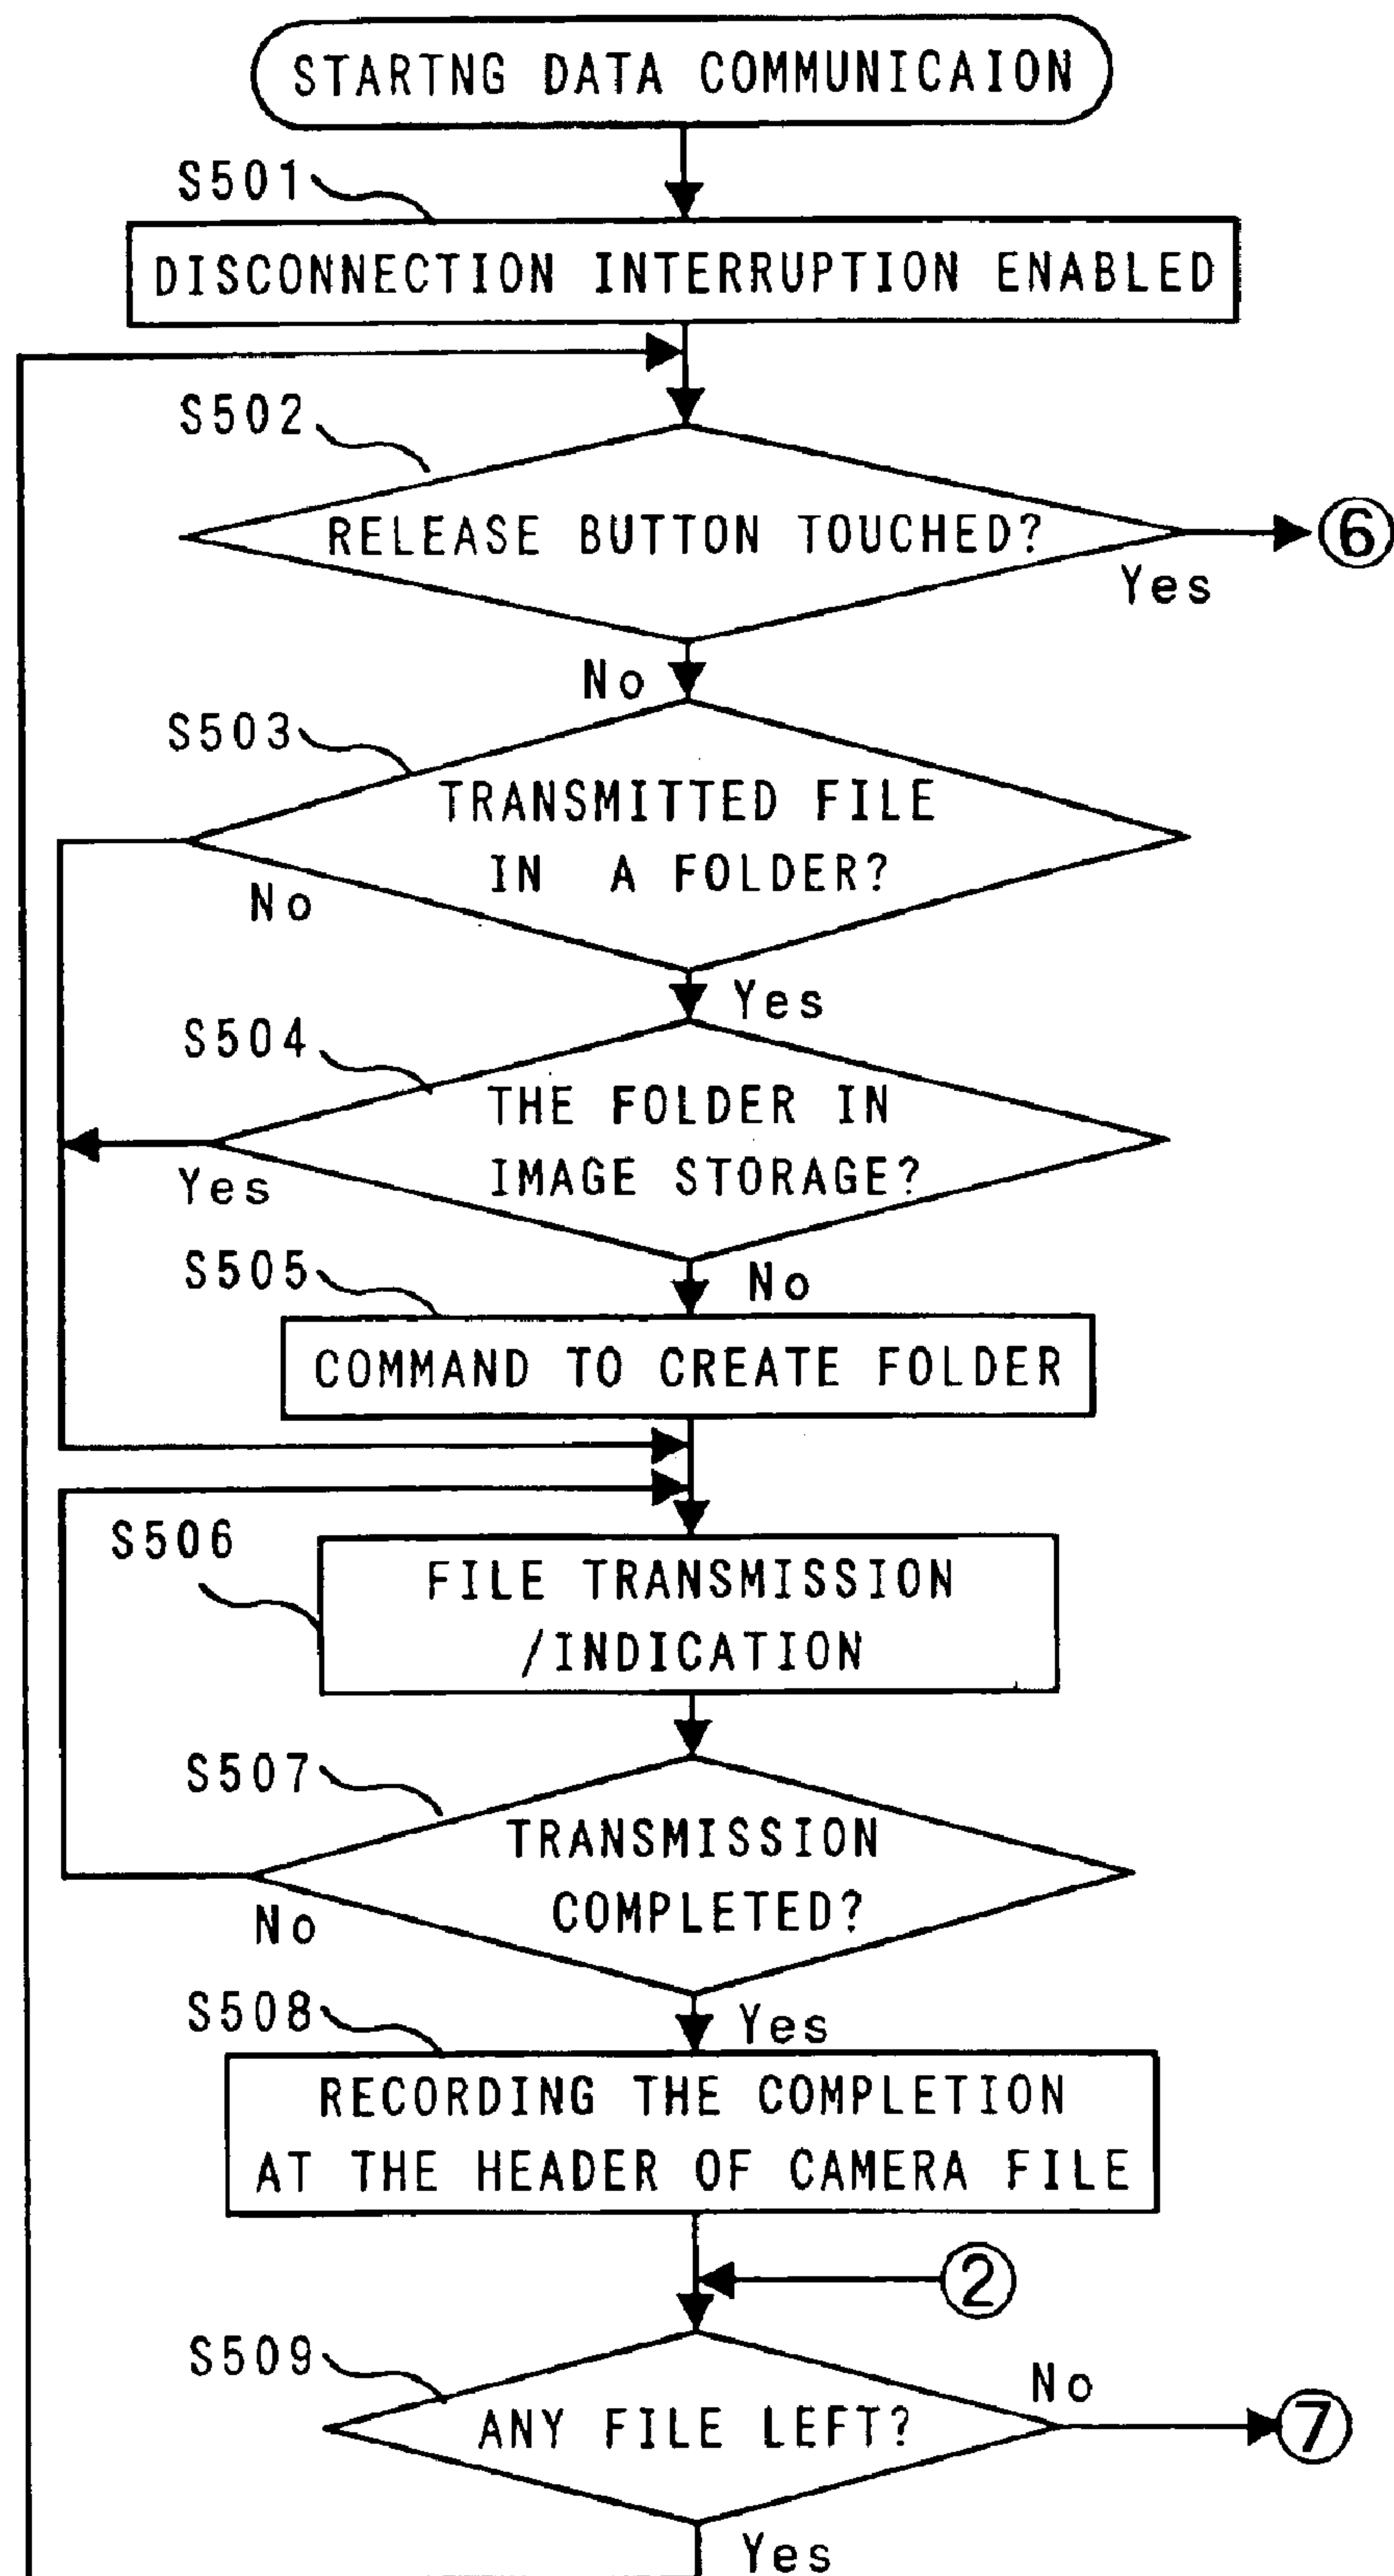 STARTNG DATA COMMUNICAION
S501
DISCONNECTION INTERRUPTION ENABLED
S502
RELEASE BUTTON TOUCHED?
⑥
Yes
No
S503
TRANSMITTED FILE
IN A FOLDER?
No
Yes
S504
THE FOLDER IN
IMAGE STORAGE?
Yes
No
S505
COMMAND TO CREATE FOLDER
S506
FILE TRANSMISSION
/INDICATION
S507
TRANSMISSION
COMPLETED?
No
Yes
S508
RECORDING THE COMPLETION
AT THE HEADER OF CAMERA FILE
②
S509
No
ANY FILE LEFT?
⑦
Yes